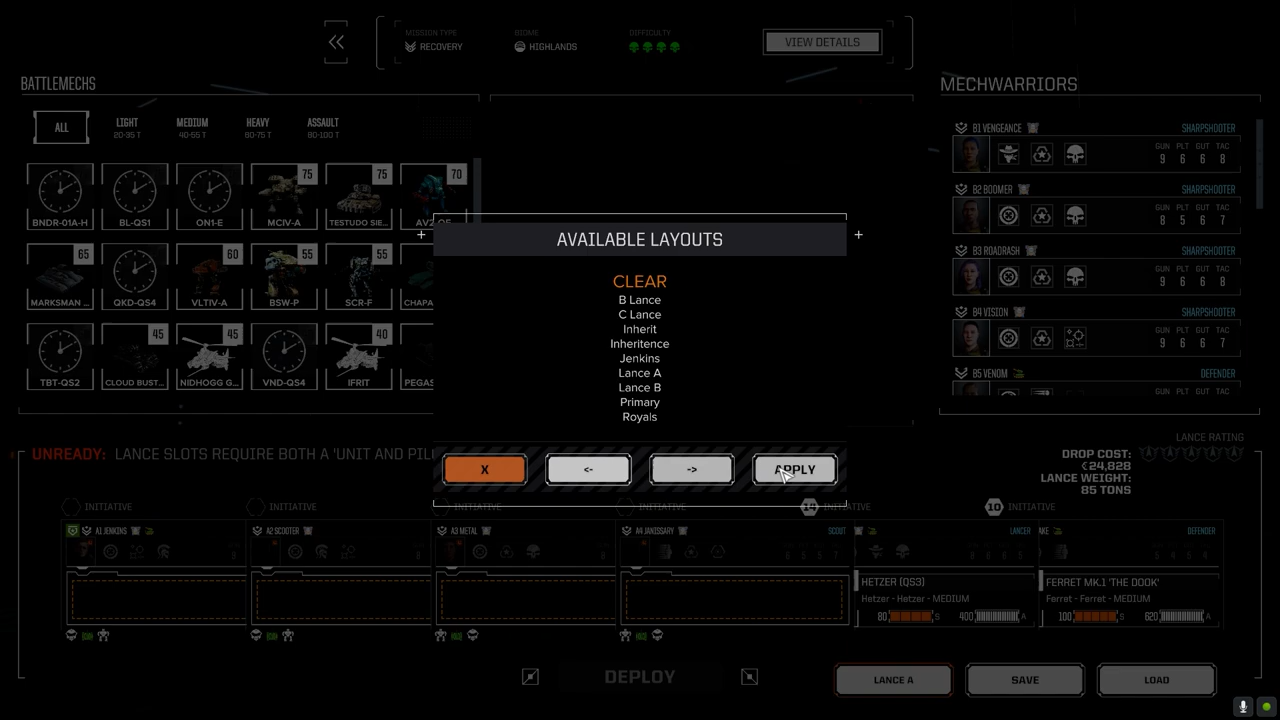 MISSION TYPE
RECOVERY
BIOME
HIGHLANDS
DIFFICULTY
VIEW DETAILS
BATTLEMECHS
ALL
LIGHT
20-35 T
MEDIUM
40-55 T
HEAVY
60-75 T
ASSAULT
80-100 T
BNDR-01A-H
BL-QS1
ON1-E
75
MCIV-A
75
TESTUDO SIE...
70
65
MARKSMAN ...
QKD-QS4
60
VLTIV-A
55
BSW-P
55
SCR-F
CHAPA
TBT-QS2
45
CLOUD BUST...
45
NIDHOGG G...
VND-QS4
40
IFRIT
PEGAS
MECHWARRIORS
B1 VENGEANCE
SHARPSHOOTER
GUN PLT GUT TAC
9 6 6 8
B2 BOOMER
SHARPSHOOTER
GUN PLT GUT TAC
8 5 6 7
B3 ROADRASH
SHARPSHOOTER
GUN PLT GUT TAC
9 6 6 8
B4 VISION
SHARPSHOOTER
GUN PLT GUT TAC
9 6 6 7
B5 VENOM
DEFENDER
GUN PLT GUT TAC
AVAILABLE LAYOUTS
CLEAR
B Lance
C Lance
Inherit
Inheritence
Jenkins
Lance A
Lance B
Primary
Royals
X
<-
->
APPLY
UNREADY: LANCE SLOTS REQUIRE BOTH A 'UNIT AND PIL
LANCE RATING
DROP COST:
¢24,828
LANCE WEIGHT:
85 TONS
INITIATIVE
INITIATIVE
INITIATIVE
INITIATIVE
INITIATIVE
10 INITIATIVE
A1 JENKINS
A2 SCOOTER
A3 METAL
A4 JANISSARY
SCOUT
LANCER
AKE
DEFENDER
HETZER (QS3)
Hetzer - Hetzer - MEDIUM
80 S 400 A
FERRET MK.1 'THE DOOK'
Ferret - Ferret - MEDIUM
100 S 620 A
DEPLOY
LANCE A
SAVE
LOAD